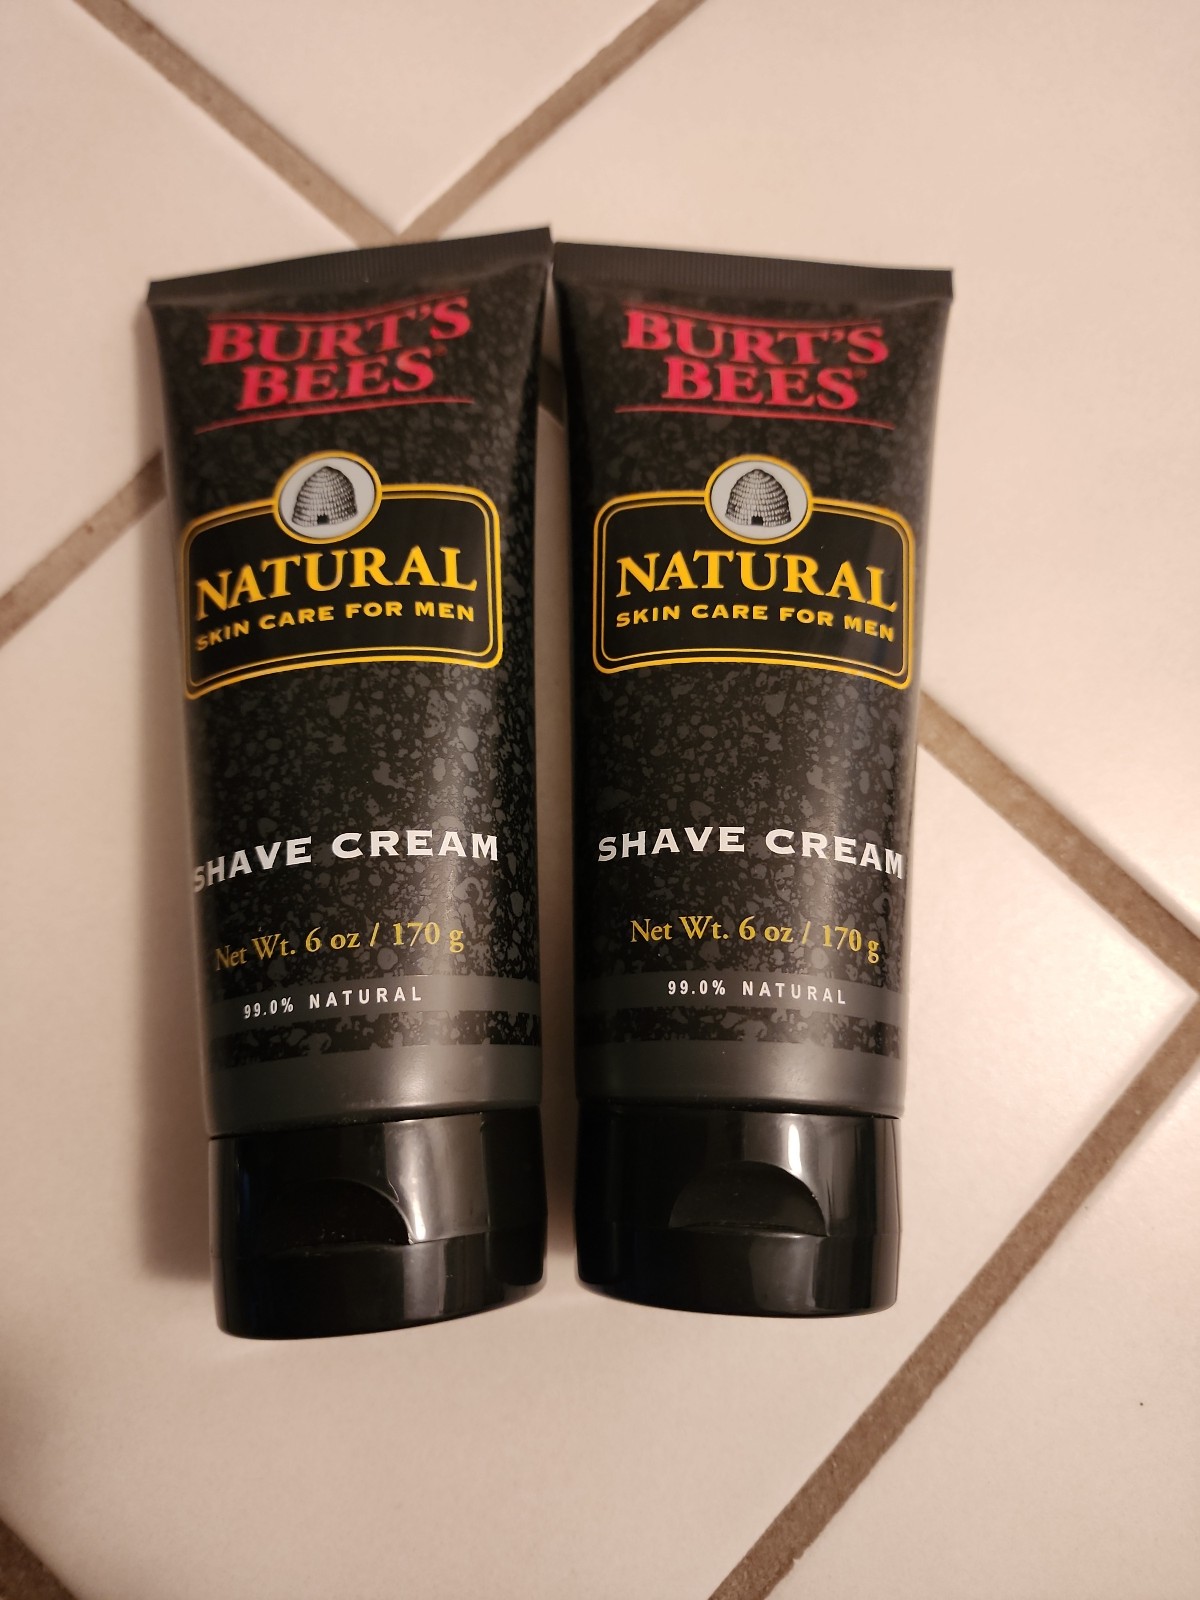 BURT'S
BEES®
NATURAL
SKIN CARE FOR MEN
SHAVE CREAM
Net Wt. 6 oz / 170 g
99.0% NATURAL
BURT'S
BEES®
NATURAL
SKIN CARE FOR MEN
SHAVE CREAM
Net Wt. 6 oz / 170 g
99.0% NATURAL